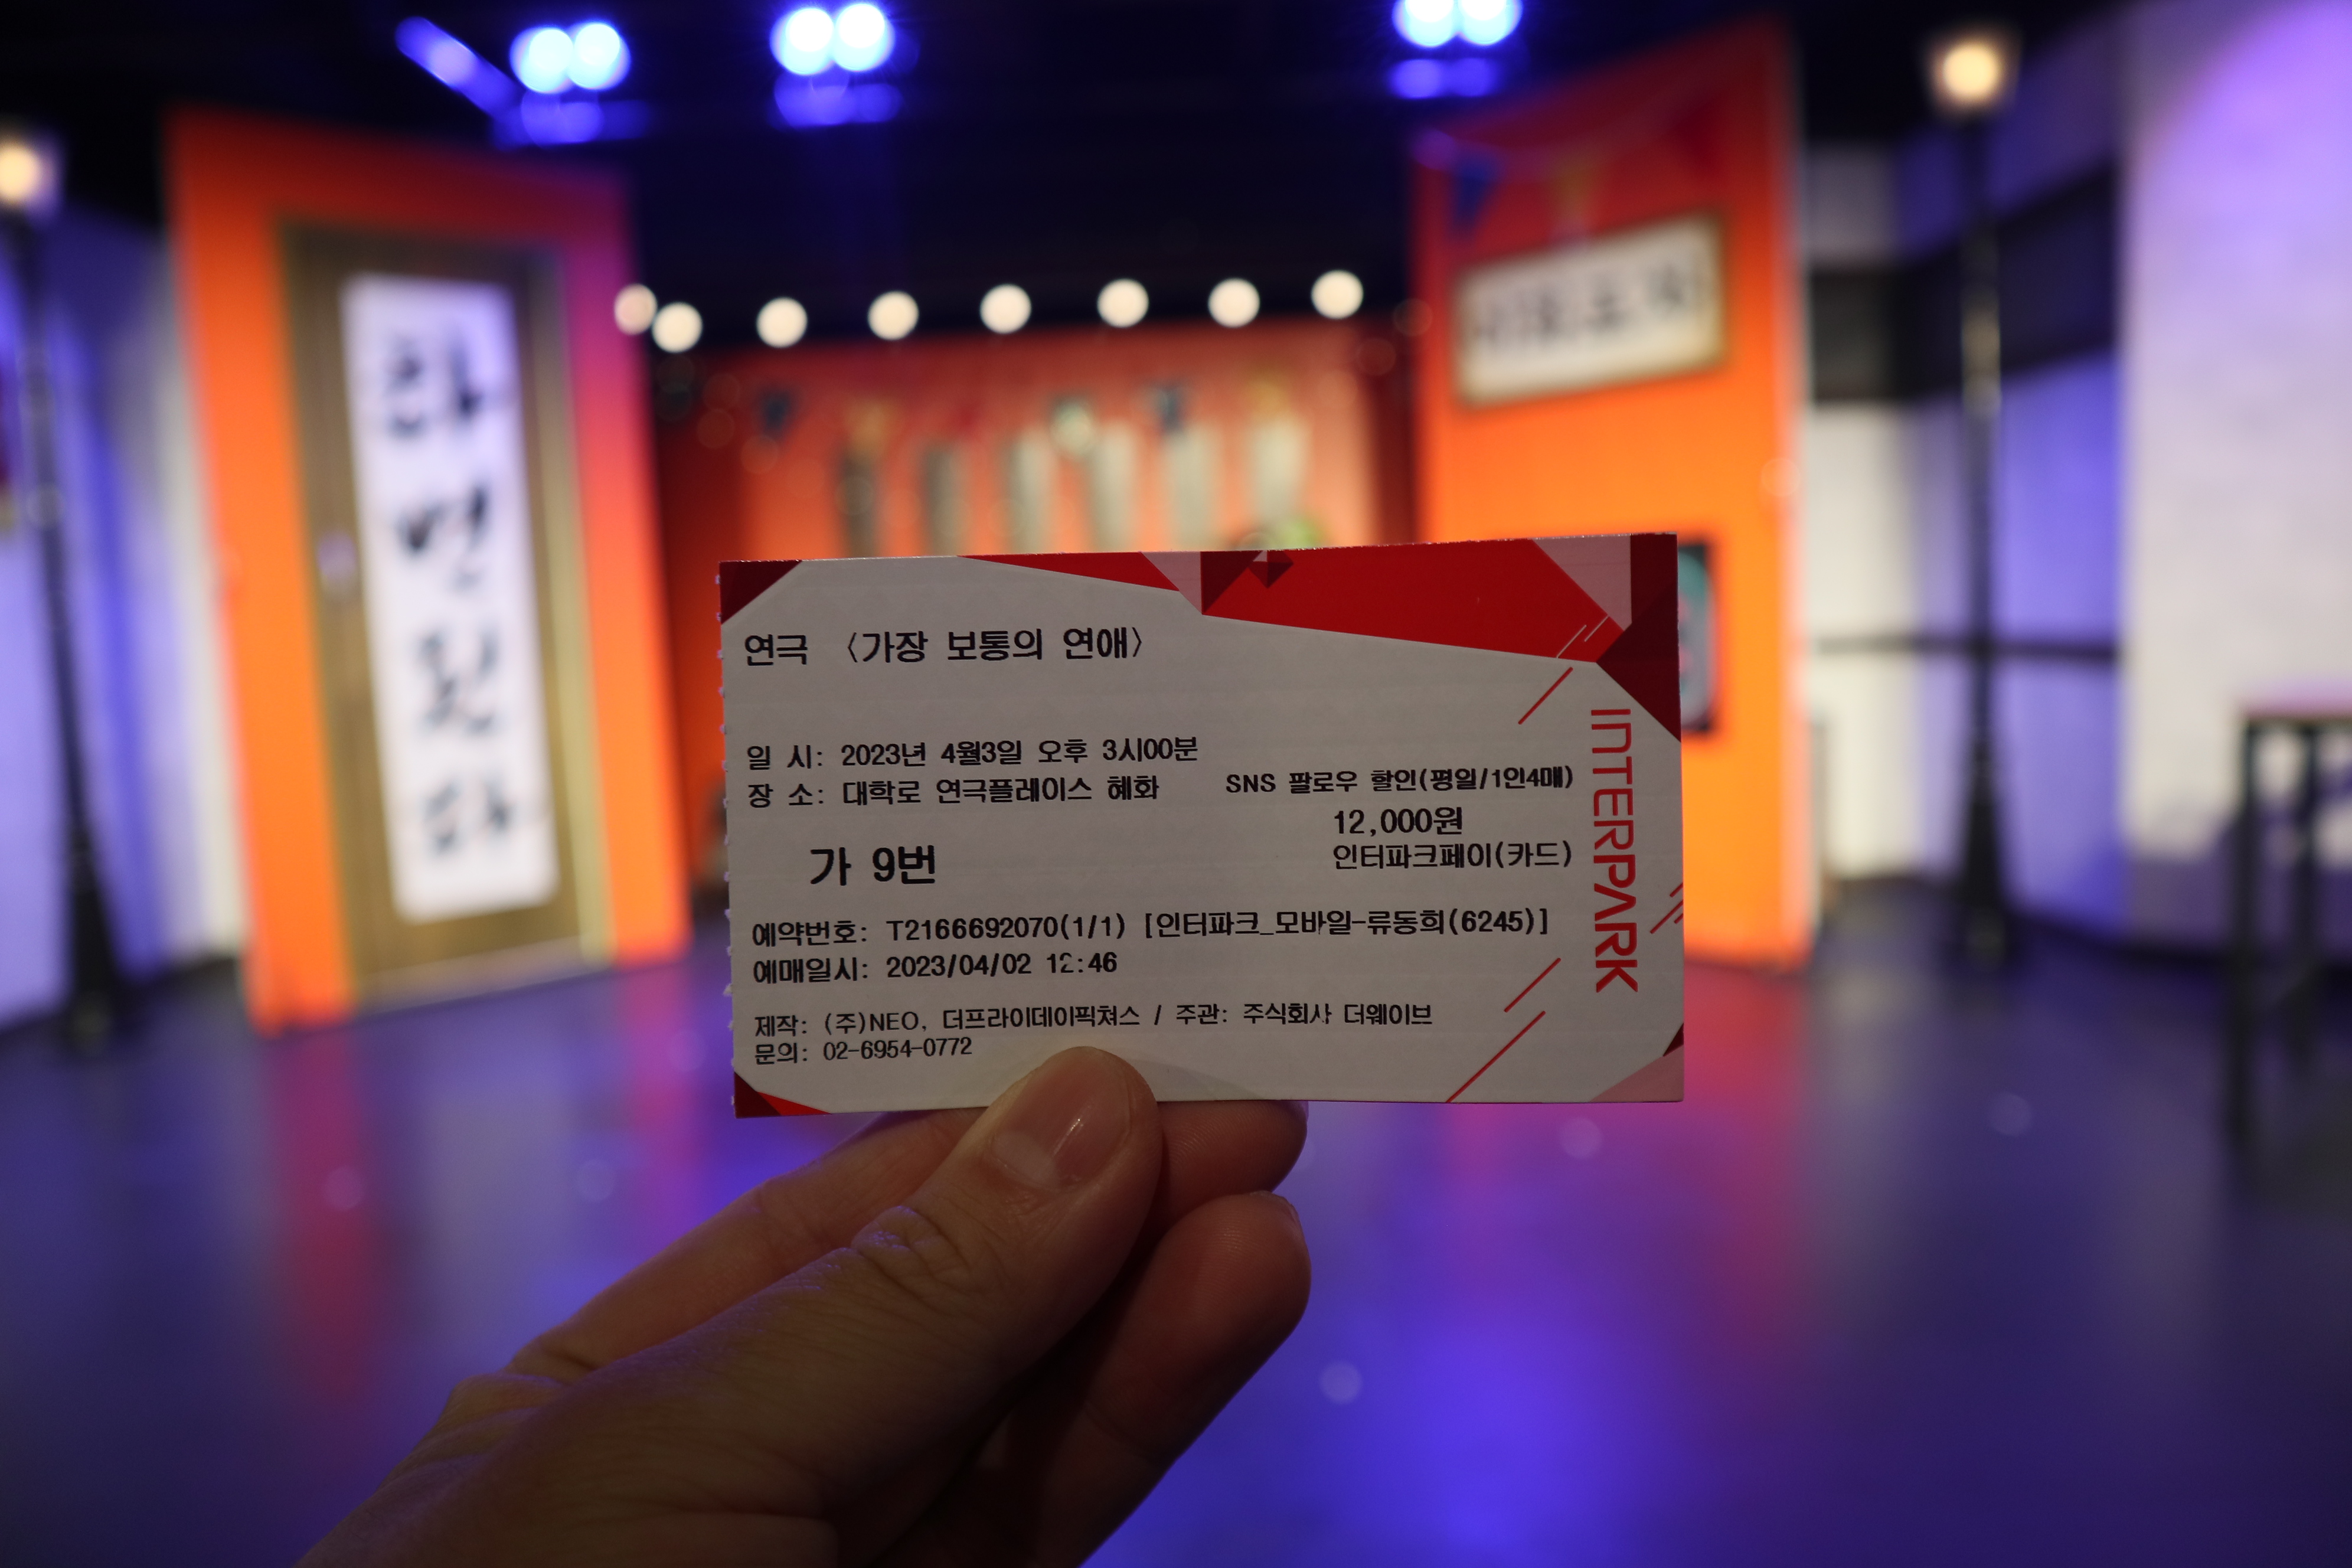 라
면
된
다
연극 〈가장 보통의 연애〉
일 시: 2023년 4월3일 오후 3시00분
장 소: 대학로 연극플레이스 혜화
SNS 팔로우 할인(평일/1인4매)
12,000원
인터파크페이(카드)
가 9번
예약번호: T2166692070(1/1) [인터파크_모바일-류동희(6245)]
예매일시: 2023/04/02 12:46
제작: (주)NEO, 더프라이데이픽쳐스 / 주관: 주식회사 더웨이브
문의: 02-6954-0772
INTERPARK